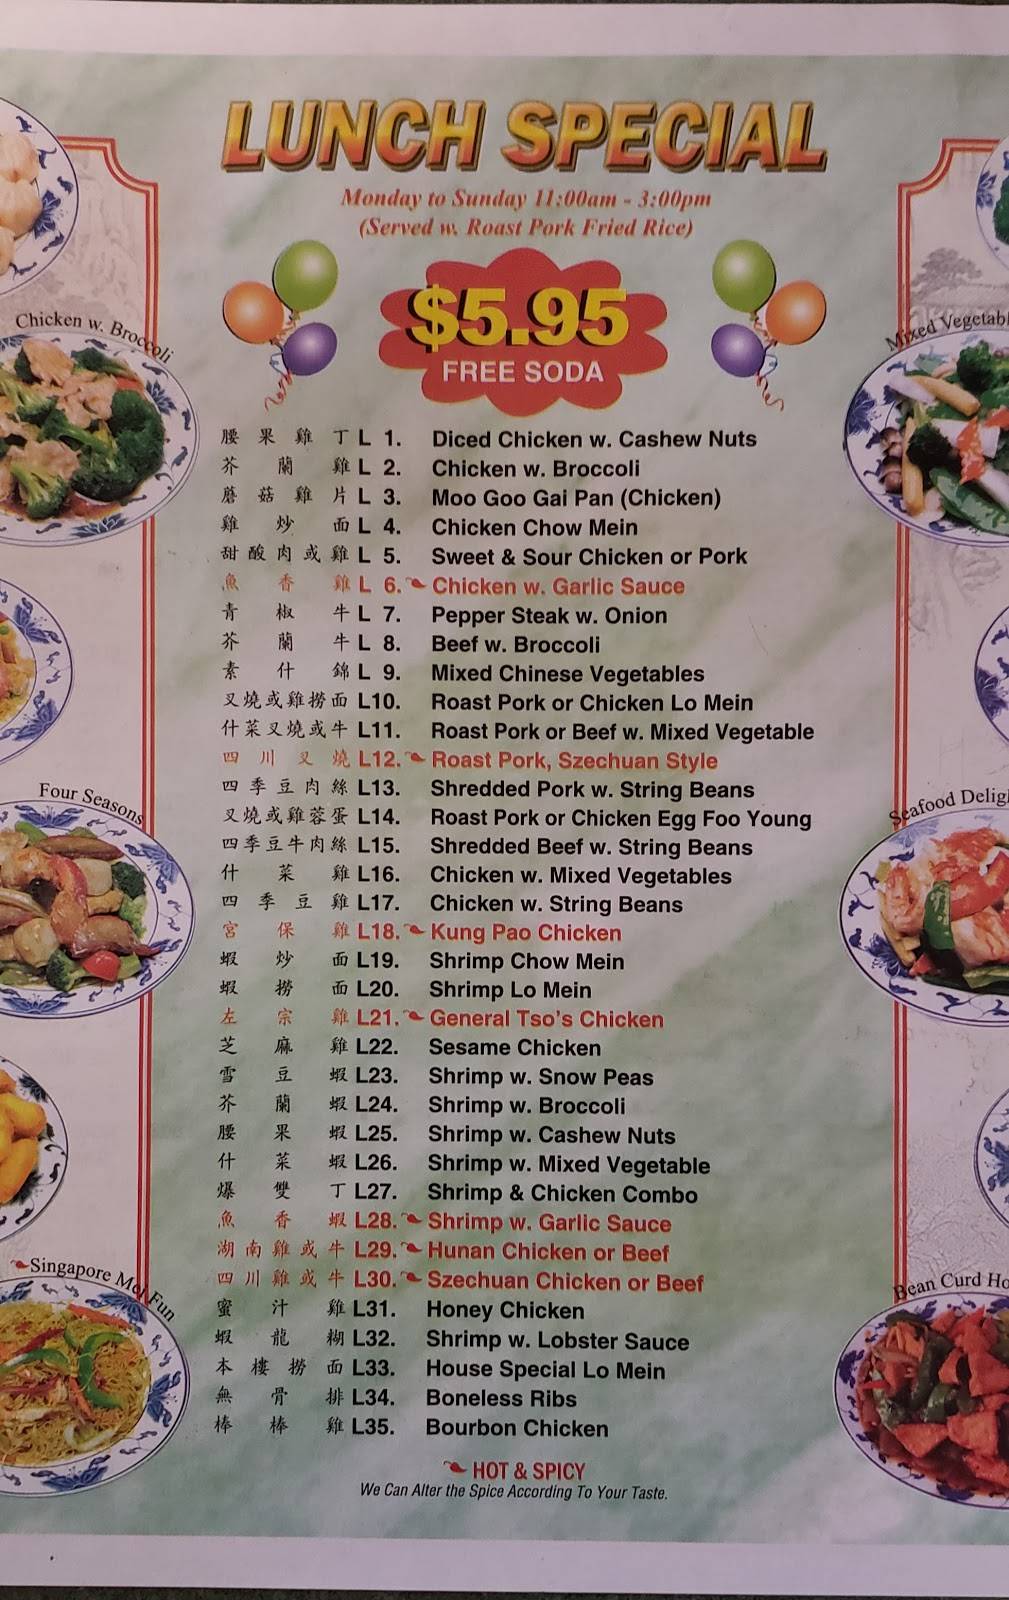 LUNCH SPECIAL
Monday to Sunday 11:00am - 3:00pm
(Served w. Roast Pork Fried Rice)
$5.95
FREE SODA
Chicken w. Broccoli
Four Seasons
Singapore Mei Fun
腰果雞丁 L 1. Diced Chicken w. Cashew Nuts
芥蘭雞 L 2. Chicken w. Broccoli
蘑菇雞片 L 3. Moo Goo Gai Pan (Chicken)
雞炒面 L 4. Chicken Chow Mein
甜酸肉或雞 L 5. Sweet & Sour Chicken or Pork
魚香雞 L 6. Chicken w. Garlic Sauce
青椒牛 L 7. Pepper Steak w. Onion
芥蘭牛 L 8. Beef w. Broccoli
素什錦 L 9. Mixed Chinese Vegetables
叉燒或雞撈面 L10. Roast Pork or Chicken Lo Mein
什菜叉燒或牛 L11. Roast Pork or Beef w. Mixed Vegetable
四川叉燒 L12. Roast Pork, Szechuan Style
四季豆肉絲 L13. Shredded Pork w. String Beans
叉燒或雞蓉蛋 L14. Roast Pork or Chicken Egg Foo Young
四季豆牛肉絲 L15. Shredded Beef w. String Beans
什菜雞 L16. Chicken w. Mixed Vegetables
四季豆雞 L17. Chicken w. String Beans
宮保雞 L18. Kung Pao Chicken
蝦炒面 L19. Shrimp Chow Mein
蝦撈面 L20. Shrimp Lo Mein
左宗雞 L21. General Tso's Chicken
芝麻雞 L22. Sesame Chicken
雪豆蝦 L23. Shrimp w. Snow Peas
芥蘭蝦 L24. Shrimp w. Broccoli
腰果蝦 L25. Shrimp w. Cashew Nuts
什菜蝦 L26. Shrimp w. Mixed Vegetable
爆雙丁 L27. Shrimp & Chicken Combo
魚香蝦 L28. Shrimp w. Garlic Sauce
湖南雞或牛 L29. Hunan Chicken or Beef
四川雞或牛 L30. Szechuan Chicken or Beef
蜜汁雞 L31. Honey Chicken
蝦龍糊 L32. Shrimp w. Lobster Sauce
本樓撈面 L33. House Special Lo Mein
無骨排 L34. Boneless Ribs
棒棒雞 L35. Bourbon Chicken
HOT & SPICY
We Can Alter the Spice According To Your Taste.
Mixed Vegetabl
Seafood Deligh
Bean Curd Ho